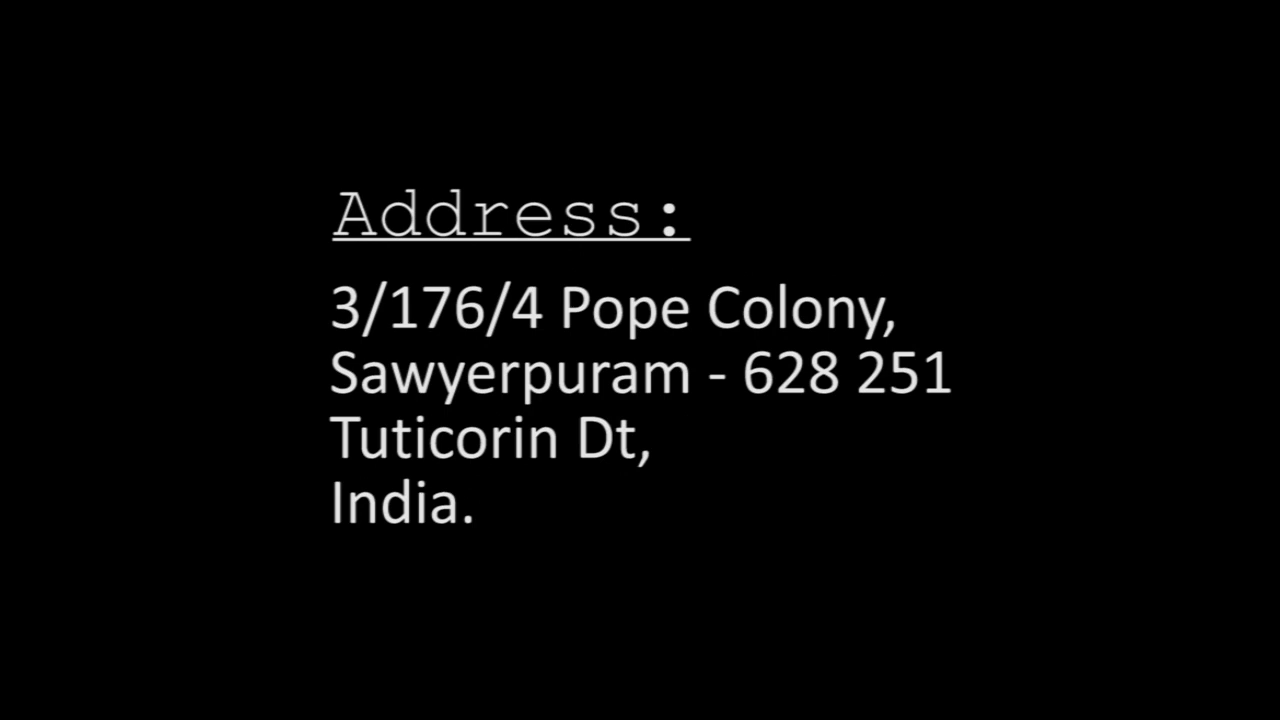 Address:
3/176/4 Pope Colony,
Sawyerpuram - 628 251
Tuticorin Dt,
India.